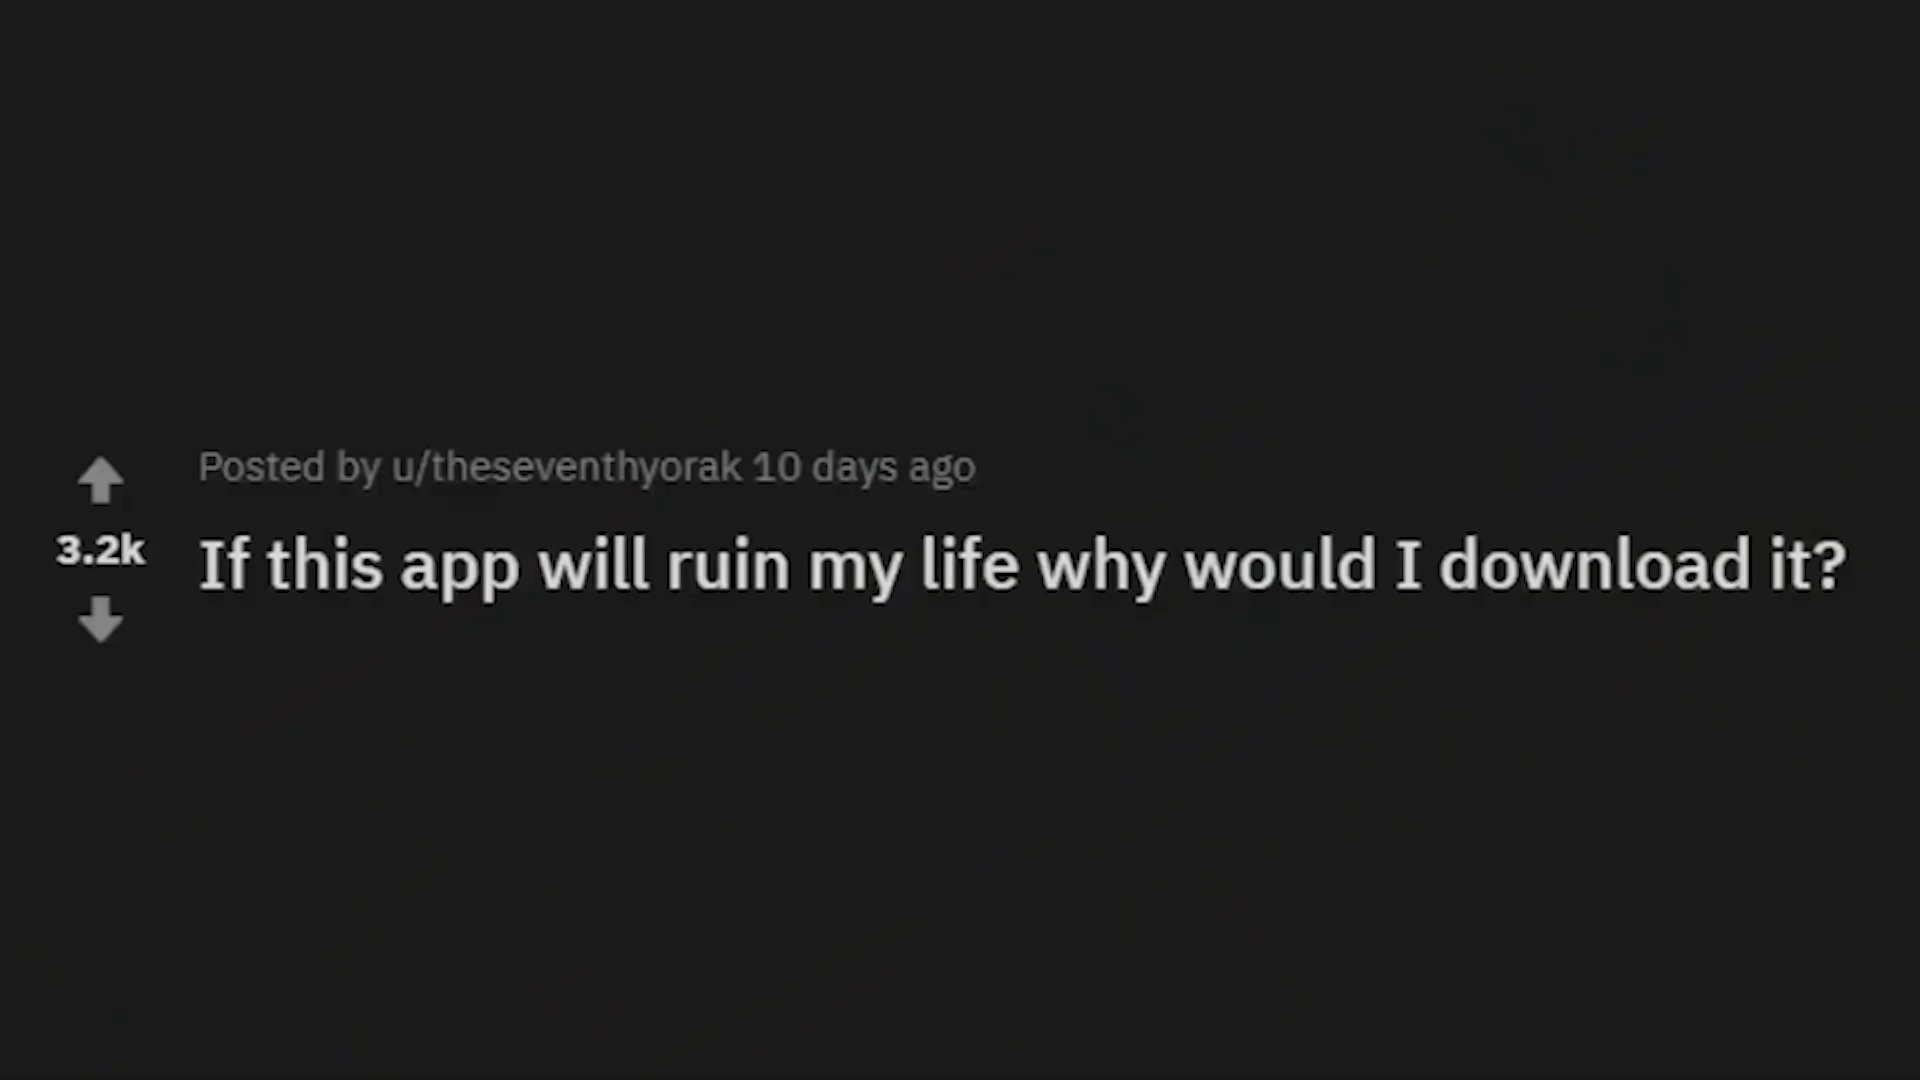 Posted by u/theseventhyorak 10 days ago
3.2k
If this app will ruin my life why would I download it?